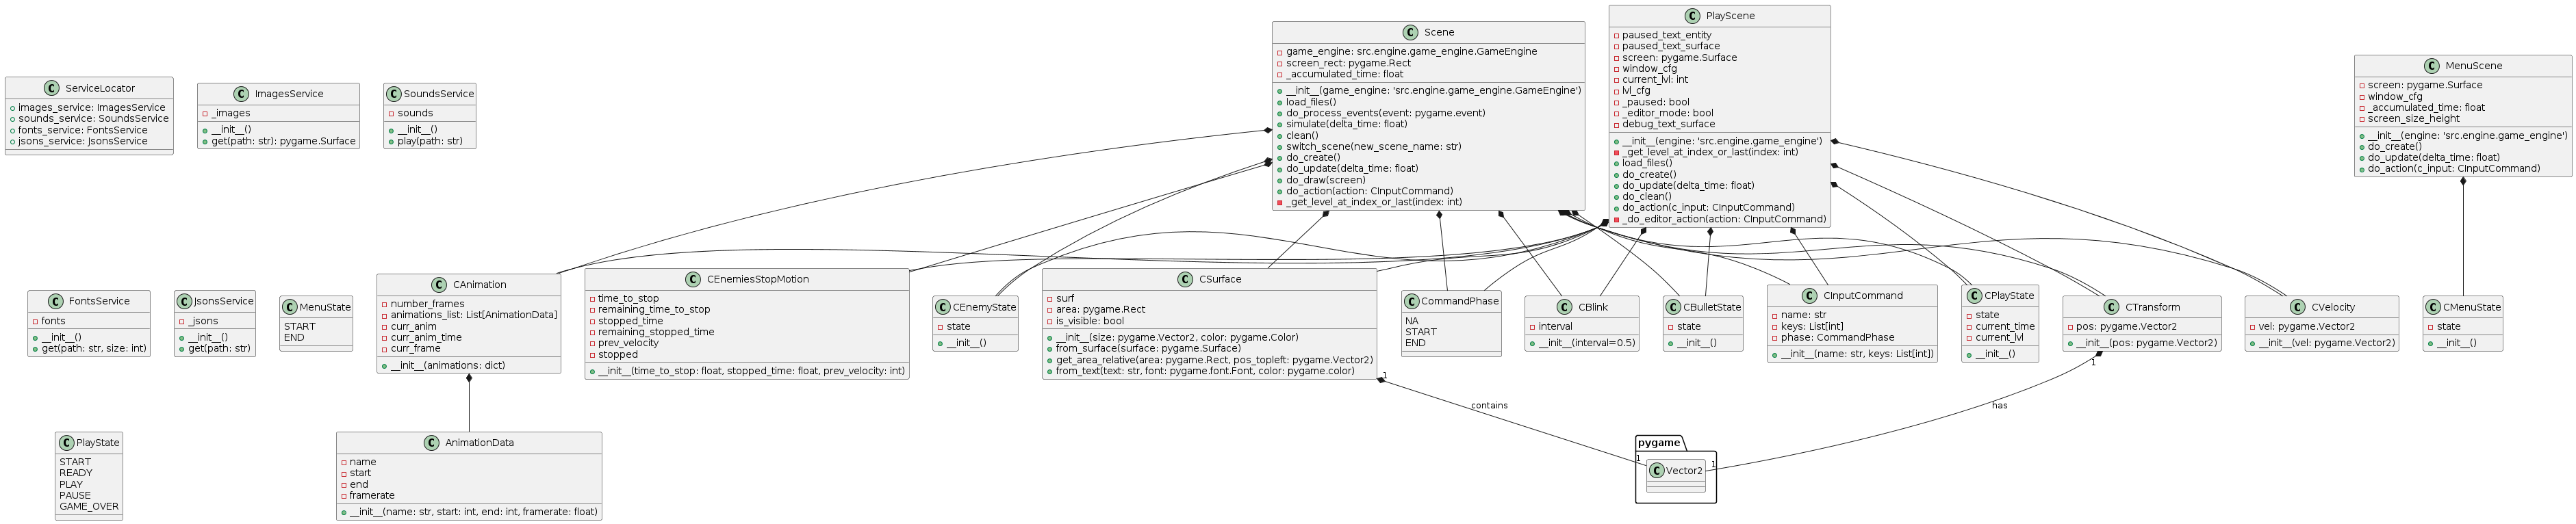 Scene
game_engine: src.engine.game_engine.GameEngine
screen_rect: pygame.Rect
_accumulated_time: float
__init__(game_engine: 'src.engine.game_engine.GameEngine')
load_files()
do_process_events(event: pygame.event)
simulate(delta_time: float)
clean()
switch_scene(new_scene_name: str)
do_create()
do_update(delta_time: float)
do_draw(screen)
do_action(action: CInputCommand)
_get_level_at_index_or_last(index: int)
PlayScene
paused_text_entity
paused_text_surface
screen: pygame.Surface
window_cfg
current_lvl: int
lvl_cfg
_paused: bool
_editor_mode: bool
debug_text_surface
__init__(engine: 'src.engine.game_engine')
_get_level_at_index_or_last(index: int)
load_files()
do_create()
do_update(delta_time: float)
do_clean()
do_action(c_input: CInputCommand)
_do_editor_action(action: CInputCommand)
MenuScene
screen: pygame.Surface
window_cfg
_accumulated_time: float
screen_size_height
__init__(engine: 'src.engine.game_engine')
do_create()
do_update(delta_time: float)
do_action(c_input: CInputCommand)
ServiceLocator
images_service: ImagesService
sounds_service: SoundsService
fonts_service: FontsService
jsons_service: JsonsService
ImagesService
_images
__init__()
get(path: str): pygame.Surface
SoundsService
sounds
__init__()
play(path: str)
FontsService
fonts
__init__()
get(path: str, size: int)
JsonsService
_jsons
__init__()
get(path: str)
MenuState
START
END
CAnimation
number_frames
animations_list: List[AnimationData]
curr_anim
curr_anim_time
curr_frame
__init__(animations: dict)
CEnemiesStopMotion
time_to_stop
remaining_time_to_stop
stopped_time
remaining_stopped_time
prev_velocity
stopped
__init__(time_to_stop: float, stopped_time: float, prev_velocity: int)
CEnemyState
state
__init__()
CSurface
surf
area: pygame.Rect
is_visible: bool
__init__(size: pygame.Vector2, color: pygame.Color)
from_surface(surface: pygame.Surface)
get_area_relative(area: pygame.Rect, pos_topleft: pygame.Vector2)
from_text(text: str, font: pygame.font.Font, color: pygame.color)
CommandPhase
NA
START
END
CBlink
interval
__init__(interval=0.5)
CBulletState
state
__init__()
CInputCommand
name: str
keys: List[int]
phase: CommandPhase
__init__(name: str, keys: List[int])
CPlayState
state
current_time
current_lvl
__init__()
CTransform
pos: pygame.Vector2
__init__(pos: pygame.Vector2)
CVelocity
vel: pygame.Vector2
__init__(vel: pygame.Vector2)
CMenuState
state
__init__()
1
1
contains
has
PlayState
START
READY
PLAY
PAUSE
GAME_OVER
AnimationData
name
start
end
framerate
__init__(name: str, start: int, end: int, framerate: float)
pygame
1
1
Vector2